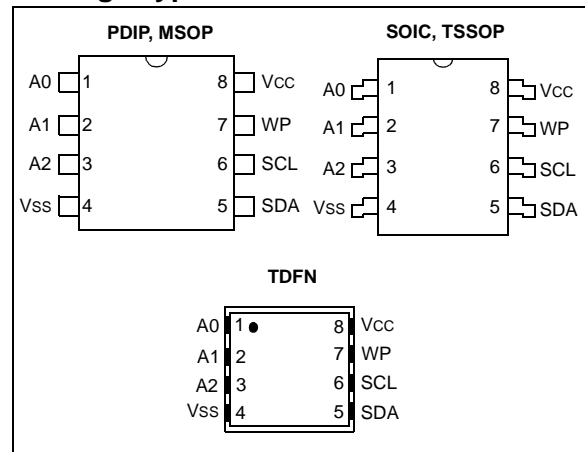 PDIP, MSOP
A0 1 8 VCC
A1 2 7 WP
A2 3 6 SCL
VSS 4 5 SDA
SOIC, TSSOP
A0 1 8 VCC
A1 2 7 WP
A2 3 6 SCL
VSS 4 5 SDA
TDFN
A0 1 8 VCC
A1 2 7 WP
A2 3 6 SCL
VSS 4 5 SDA